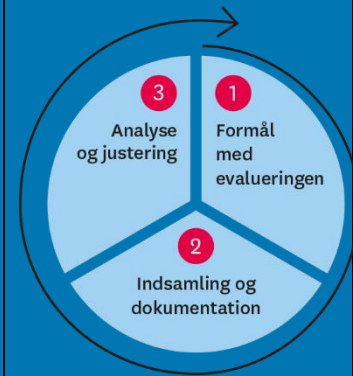 1
Formål
med
evalueringen
2
Indsamling og
dokumentation
3
Analyse
og justering